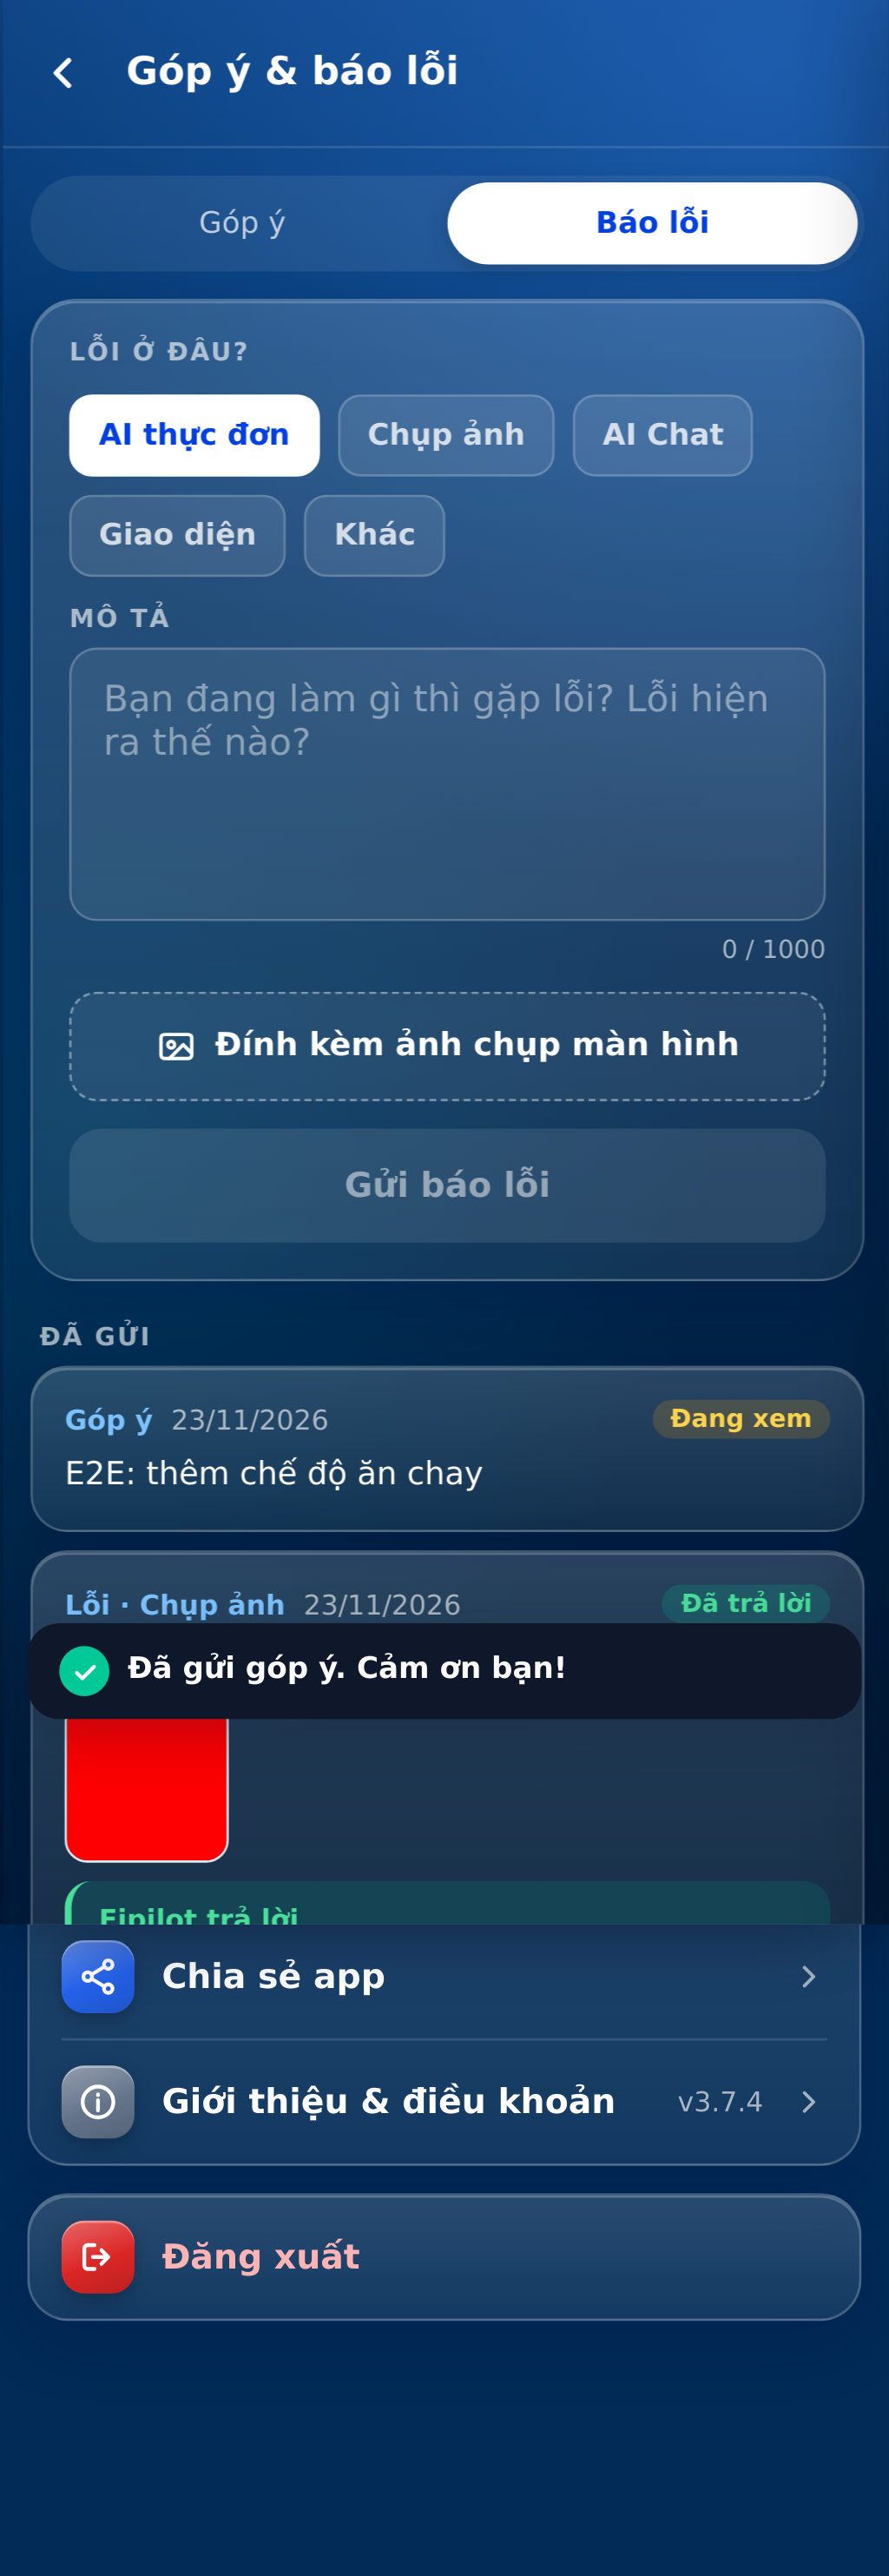 Góp ý & báo lỗi
Góp ý
Báo lỗi
LỖI Ở ĐÂU?
AI thực đơn
Chụp ảnh
AI Chat
Giao diện
Khác
MÔ TẢ
Bạn đang làm gì thì gặp lỗi? Lỗi hiện
ra thế nào?
0 / 1000
Đính kèm ảnh chụp màn hình
Gửi báo lỗi
ĐÃ GỬI
Góp ý 23/11/2026
Đang xem
E2E: thêm chế độ ăn chay
Lỗi · Chụp ảnh 23/11/2026
Đã trả lời
Đã gửi góp ý. Cảm ơn bạn!
trả lời
Chia sẻ app
Giới thiệu & điều khoản
v3.7.4
Đăng xuất